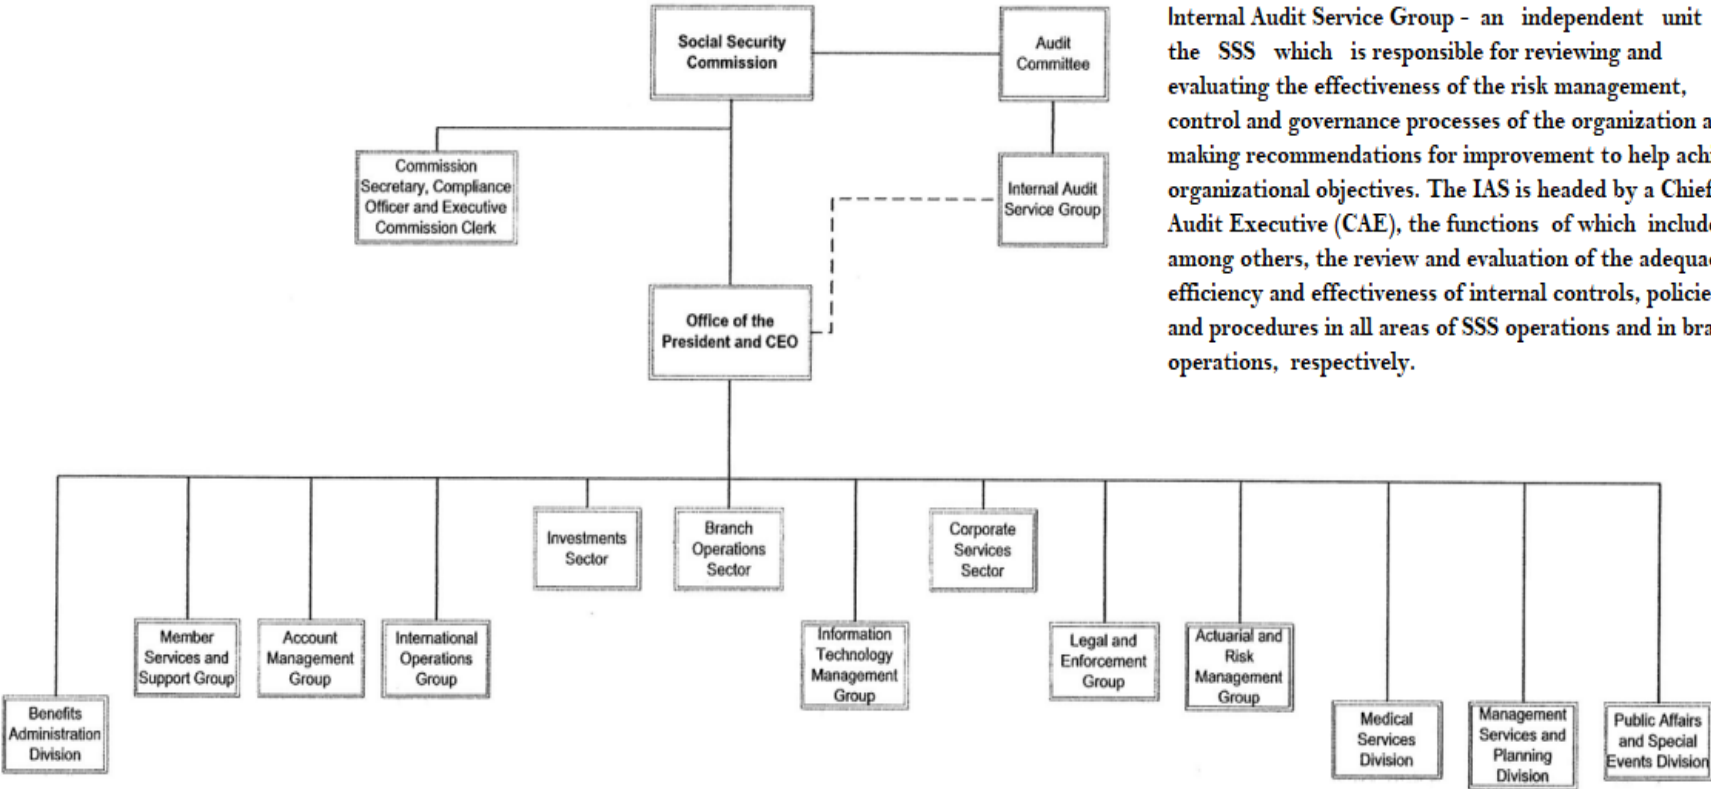 Social Security
Commission
Audit
Committee
Internal Audit Service Group - an independent unit
the SSS which is responsible for reviewing and
evaluating the effectiveness of the risk management,
control and governance processes of the organization a
making recommendations for improvement to help ach
organizational objectives. The IAS is headed by a Chief
Audit Executive (CAE), the functions of which include
among others, the review and evaluation of the adequac
efficiency and effectiveness of internal controls, policie
and procedures in all areas of SSS operations and in bra
operations, respectively.
Commission
Secretary, Compliance
Officer and Executive
Commission Clerk
Internal Audit
Service Group
Office of the
President and CEO
Investments
Sector
Branch
Operations
Sector
Corporate
Services
Sector
Member
Services and
Support Group
Account
Management
Group
International
Operations
Group
Information
Technology
Management
Group
Legal and
Enforcement
Group
Actuarial and
Risk
Management
Group
Benefits
Administration
Division
Medical
Services
Division
Management
Services and
Planning
Division
Public Affairs
and Special
Events Division